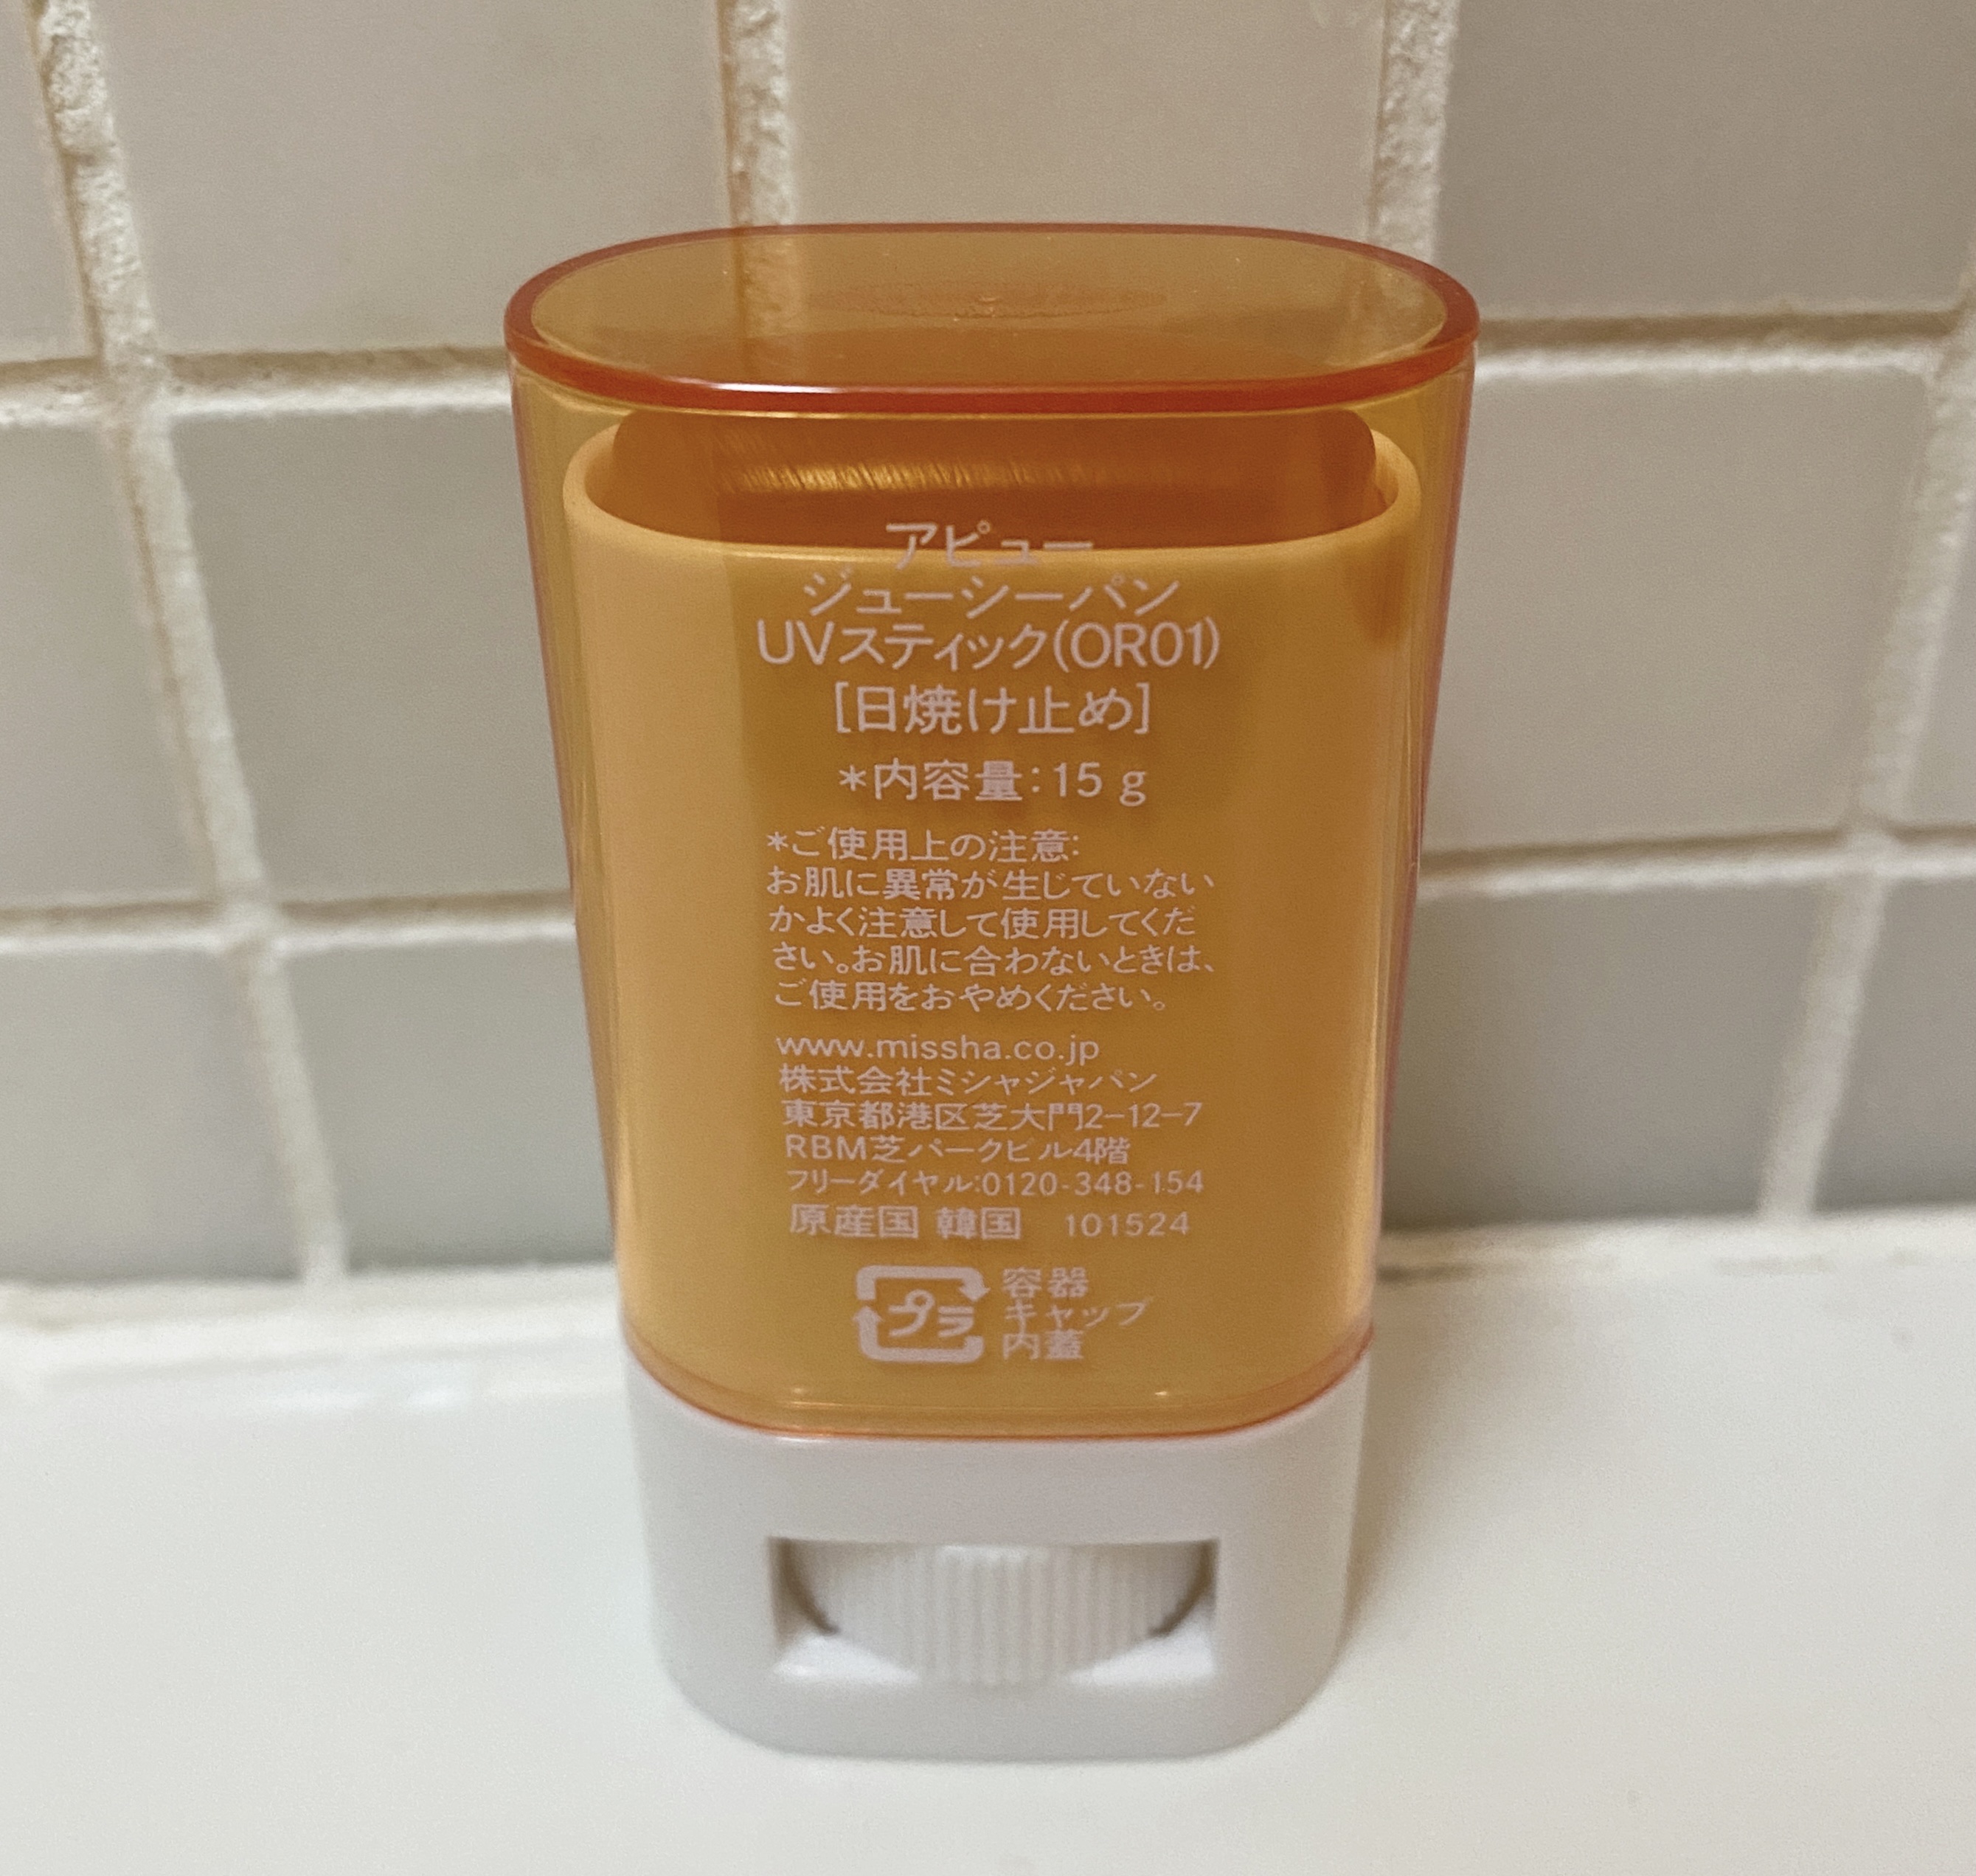 アピュー
ジューシーパン
UVスティック(OR01)
[日焼け止め]
*内容量:15 g
*ご使用上の注意:
お肌に異常が生じていない
かよく注意して使用してくだ
さい。お肌に合わないときは、
ご使用をおやめください。
www.missha.co.jp
株式会社ミシャジャパン
東京都港区芝大門2-12-7
RBM芝パークビル4階
フリーダイヤル:0120-348-154
原産国 韓国 101524
プラ
容器
キャップ
内蓋